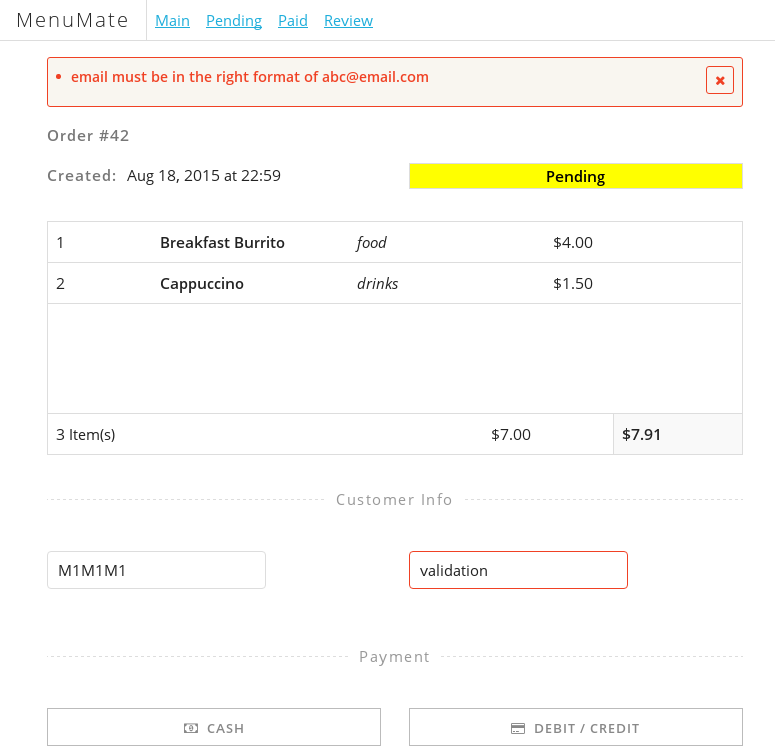 MenuMate Main Pending Paid Review
• email must be in the right format of abc@email.com ✖
Order #42
Created: Aug 18, 2015 at 22:59 Pending
1 Breakfast Burrito food $4.00
2 Cappuccino drinks $1.50
3 Item(s) $7.00 $7.91
Customer Info
M1M1M1 validation
Payment
CASH DEBIT / CREDIT